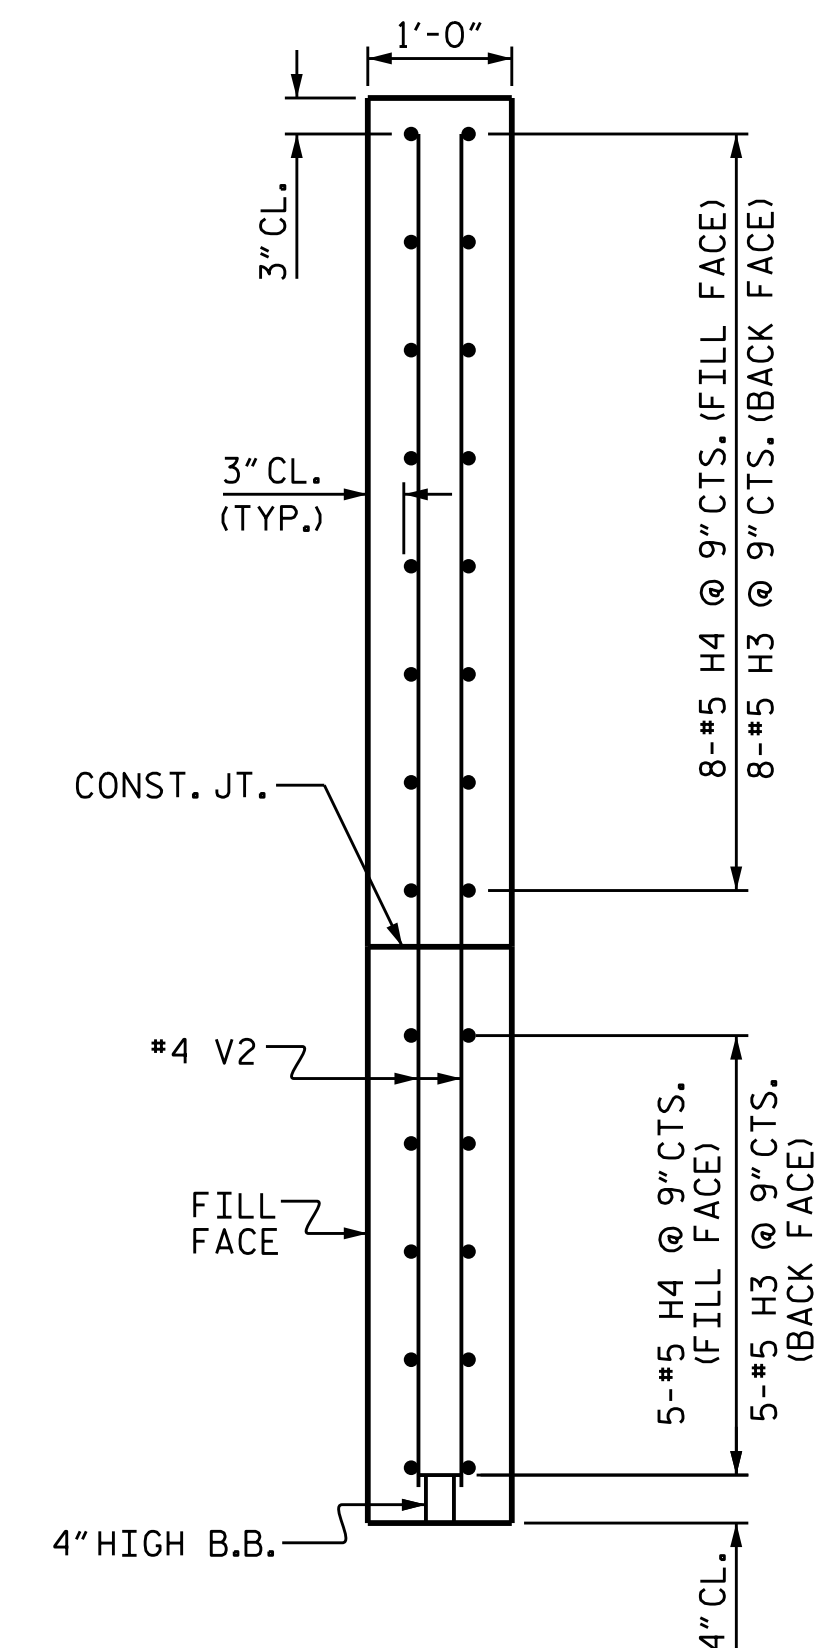 1'-0"
3" CL.
8-#5 H4 @ 9" CTS. (FILL FACE)
8-#5 H3 @ 9" CTS. (BACK FACE)
3" CL.
(TYP.)
CONST. JT.
#4 V2
FILL
FACE
5-#5 H4 @ 9" CTS.
(FILL FACE)
5-#5 H3 @ 9" CTS.
(BACK FACE)
4" HIGH B.B.
4" CL.